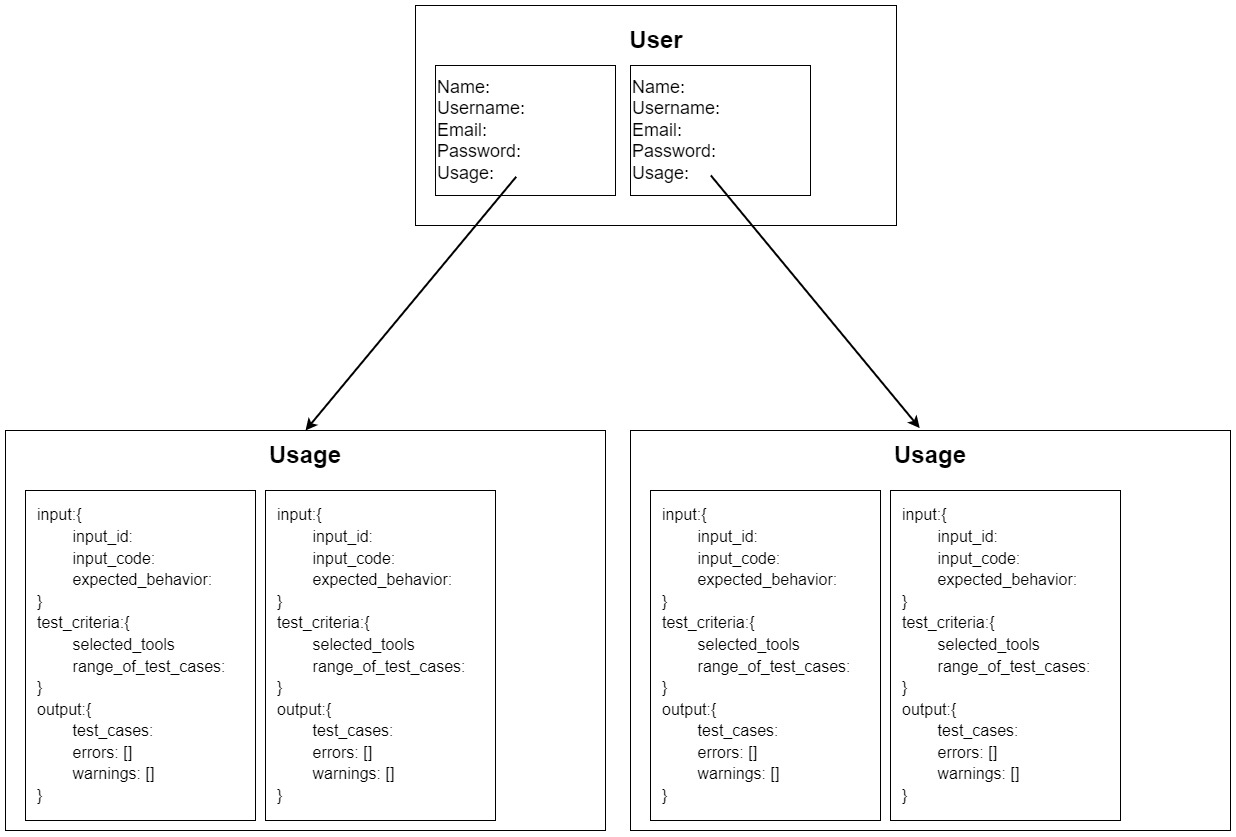 User
Name:
Username:
Email:
Password:
Usage:
Name:
Username:
Email:
Password:
Usage:
Usage
input:{
input_id:
input_code:
expected_behavior:
}
test_criteria:{
selected_tools
range_of_test_cases:
}
output:{
test_cases:
errors: []
warnings: []
}
input:{
input_id:
input_code:
expected_behavior:
}
test_criteria:{
selected_tools
range_of_test_cases:
}
output:{
test_cases:
errors: []
warnings: []
}
Usage
input:{
input_id:
input_code:
expected_behavior:
}
test_criteria:{
selected_tools
range_of_test_cases:
}
output:{
test_cases:
errors: []
warnings: []
}
input:{
input_id:
input_code:
expected_behavior:
}
test_criteria:{
selected_tools
range_of_test_cases:
}
output:{
test_cases:
errors: []
warnings: []
}